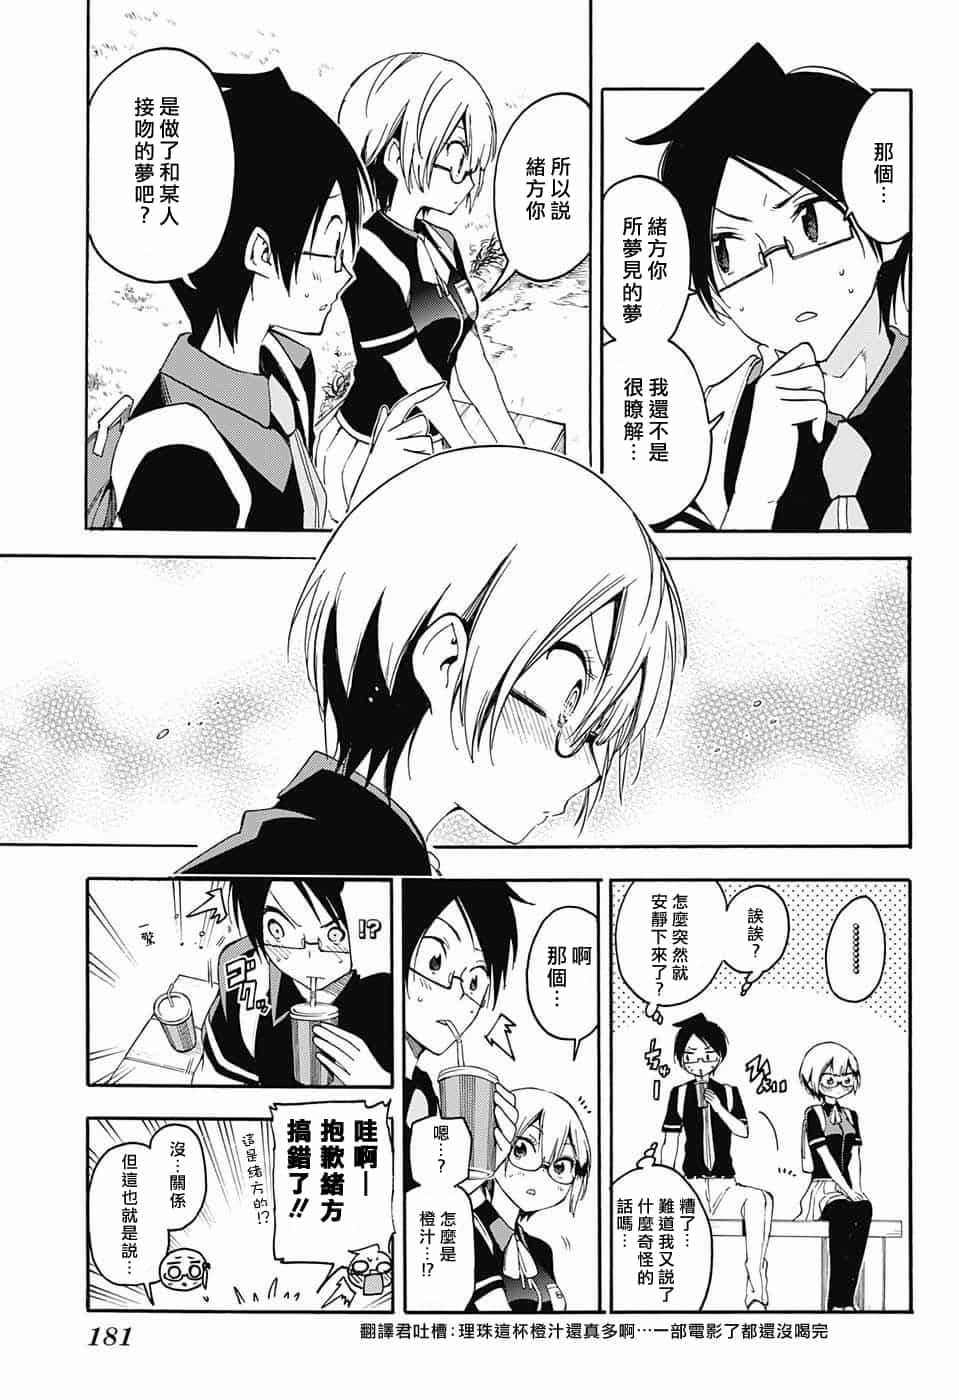 那個…
緒方你
所夢見的夢
我還不是
很瞭解…
所以說
緒方你
是做了和某人
接吻的夢吧？
…………
誒誒？
怎麼突然就
安靜下來了？
糟了…
難道我又說了
什麼奇怪的
話嗎…
啊
那個…
嗯…？
怎麼是
橙汁…!?
!?
一驚
ゴクッ
哇啊—
抱歉緒方
搞錯了!!
這是緒方的!?
沒…關係
但這也就是說…
181
翻譯君吐槽：理珠這杯橙汁還真多啊…一部電影了都還沒喝完